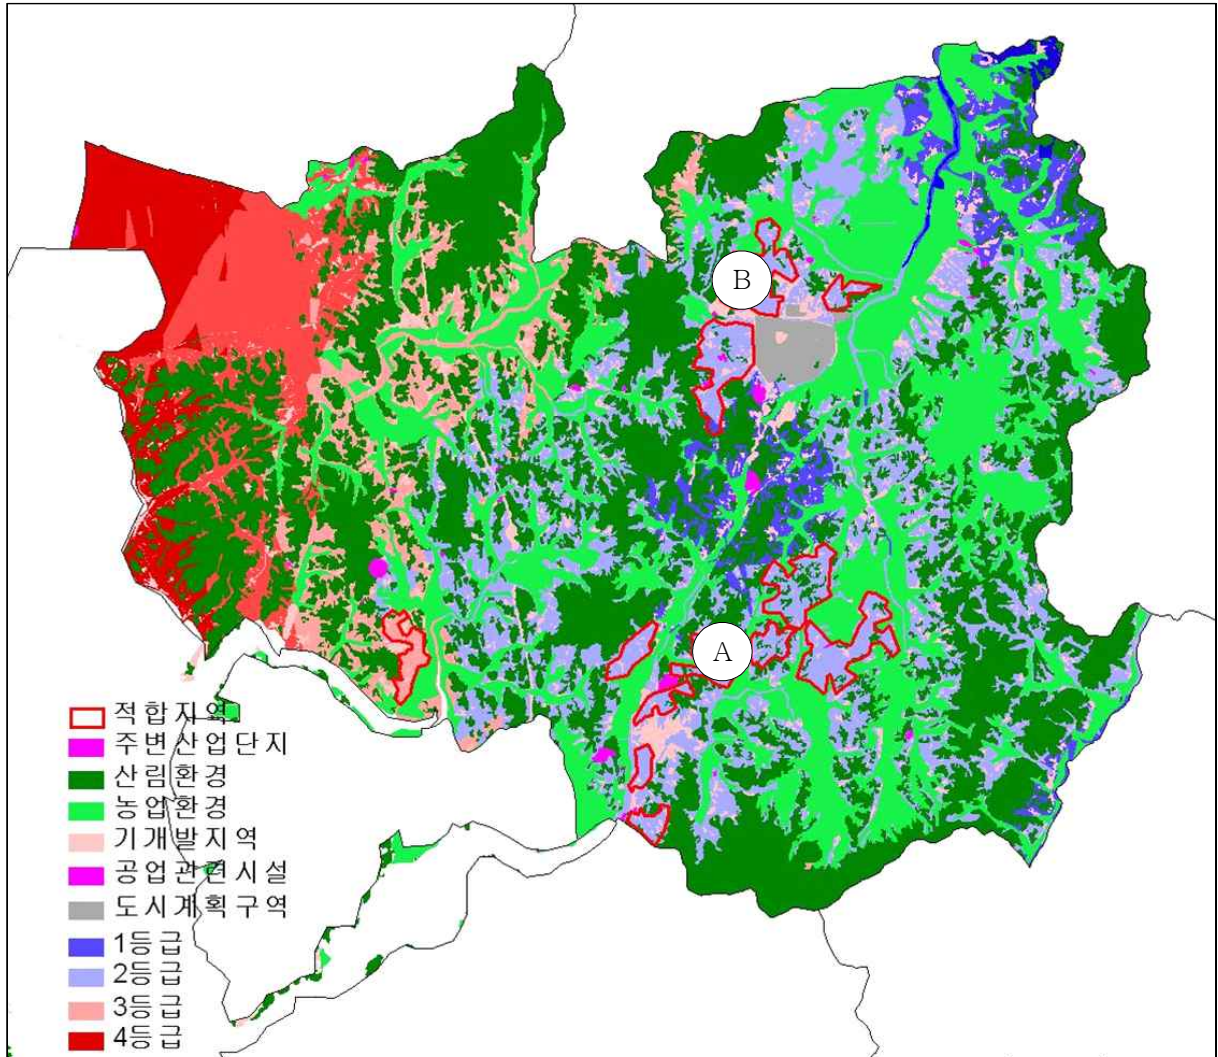 B
A
적합지역
주변산업단지
산림환경
농업환경
기개발지역
공업관련시설
도시계획구역
1등급
2등급
3등급
4등급